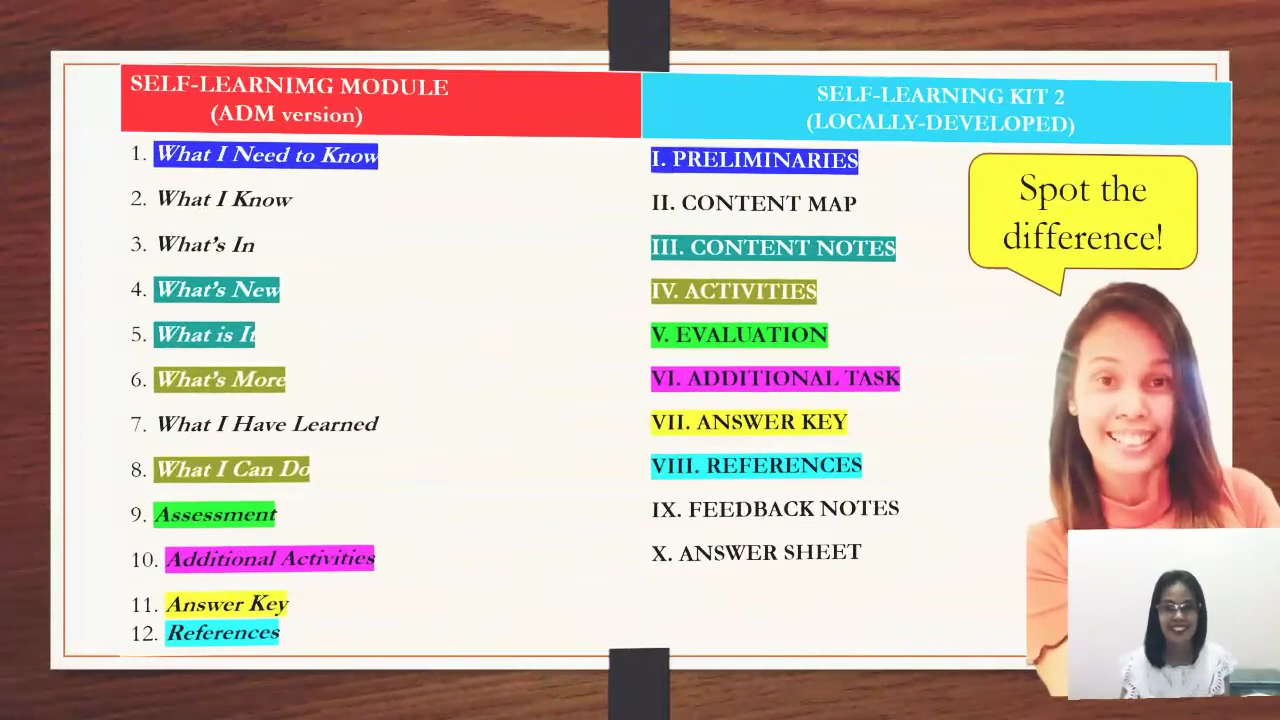 SELF-LEARNIMG MODULE
(ADM version)
1. What I Need to Know
2. What I Know
3. What's In
4. What's New
5. What is It
6. What's More
7. What I Have Learned
8. What I Can Do
9. Assessment
10. Additional Activities
11. Answer Key
12. References
SELF-LEARNING KIT 2
(LOCALLY-DEVELOPED)
I. PRELIMINARIES
II. CONTENT MAP
III. CONTENT NOTES
IV. ACTIVITIES
V. EVALUATION
VI. ADDITIONAL TASK
VII. ANSWER KEY
VIII. REFERENCES
IX. FEEDBACK NOTES
X. ANSWER SHEET
Spot the
difference!